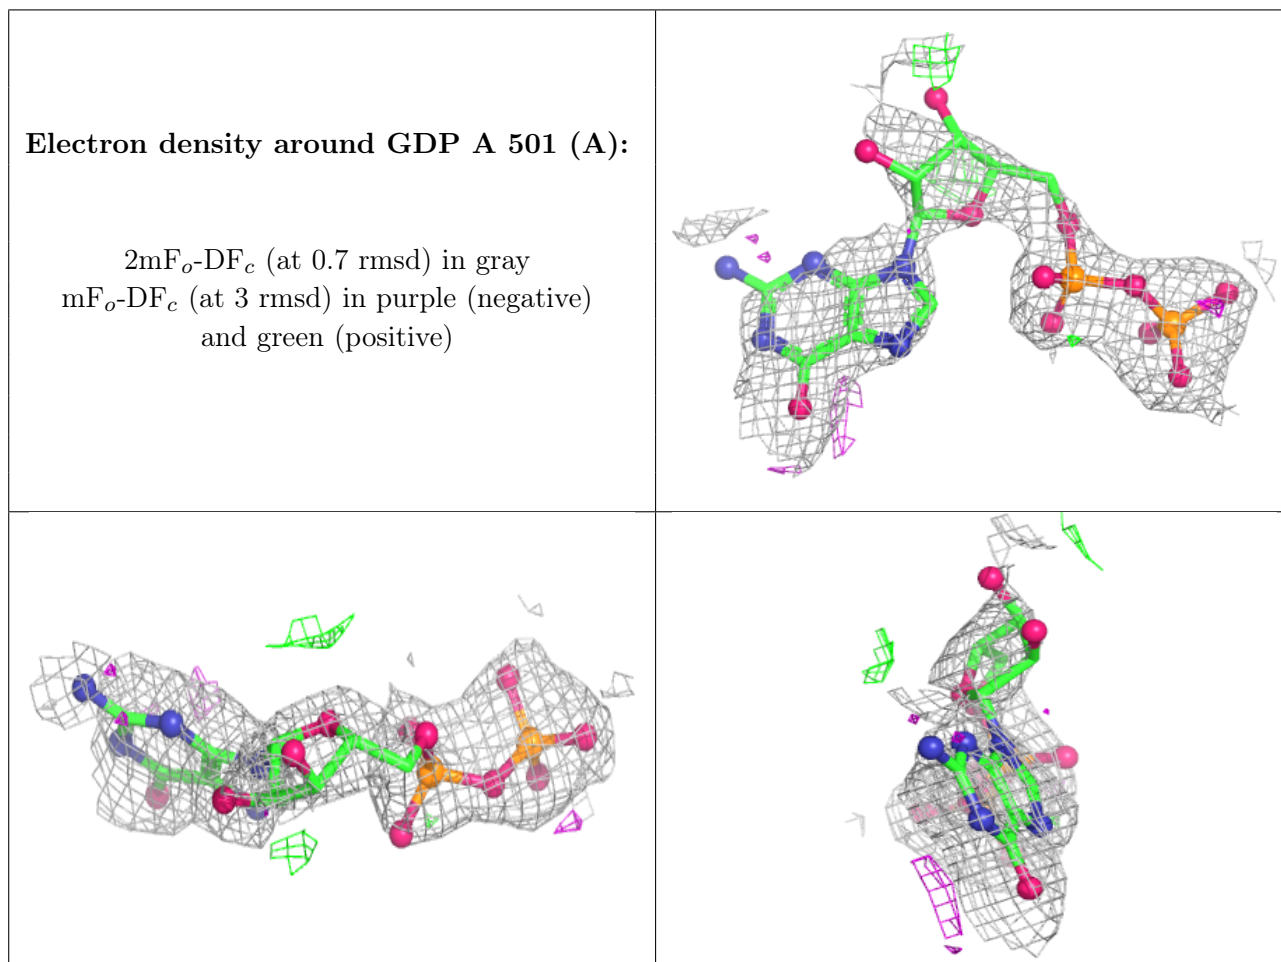 Electron density around GDP A 501 (A):
2mFo-DFc (at 0.7 rmsd) in gray
mFo-DFc (at 3 rmsd) in purple (negative)
and green (positive)